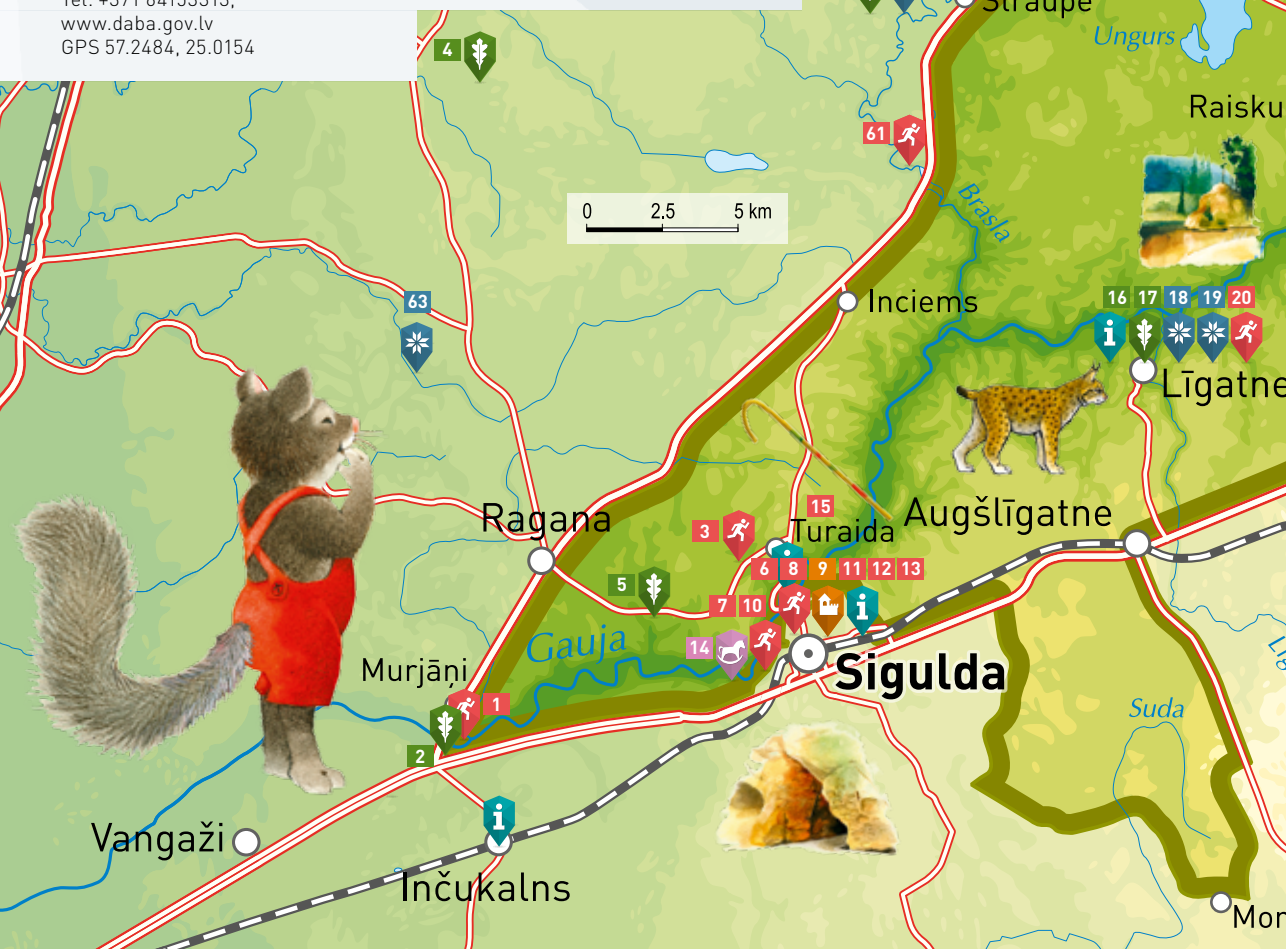 www.daba.gov.lv
GPS 57.2484, 25.0154
4
Straupe
Ungurs
Raisku
61
0 2.5 5 km
Brasla
63
Inciems
16 17 18 19 20
Līgatne
15
Ragana
3
Turaida
Augšlīgatne
6 8 9 11 12 13
5
7 10
Gauja
14
Sigulda
Murjāņi
1
Suda
2
Vangaži
Inčukalns
Mor